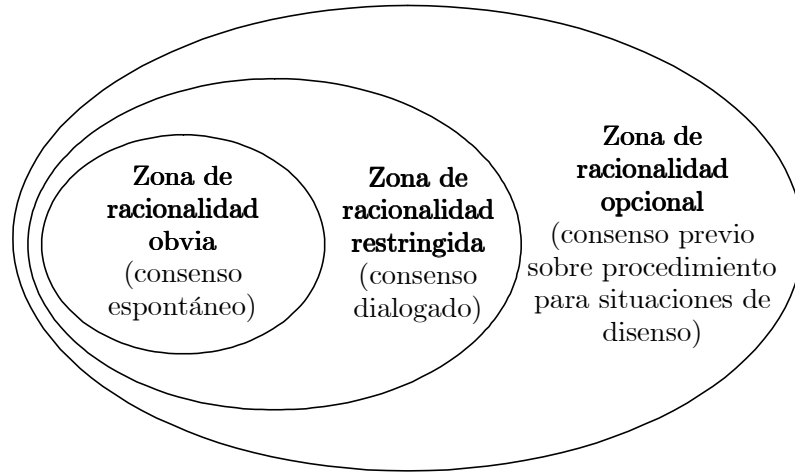 Zona de
racionalidad
obvia
(consenso
espontáneo)
Zona de
racionalidad
restringida
(consenso
dialogado)
Zona de
racionalidad
opcional
(consenso previo
sobre procedimiento
para situaciones de
disenso)